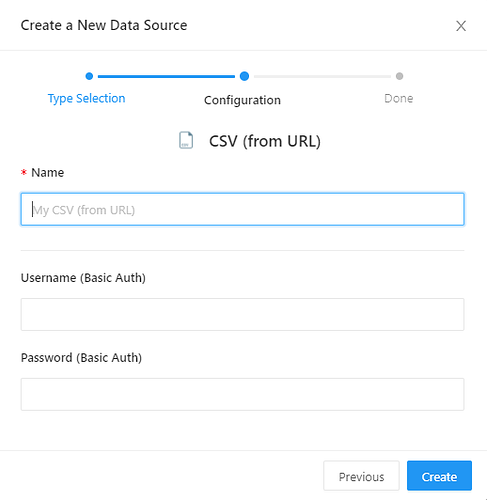 Create a New Data Source
Type Selection
Configuration
Done
CSV (from URL)
* Name
My CSV (from URL)
Username (Basic Auth)
Password (Basic Auth)
Previous
Create